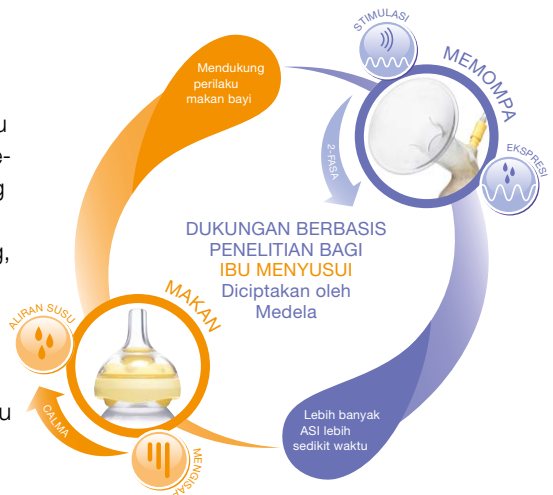 u
e-
g
g,
u
Mendukung
perilaku
makan bayi
STIMULASI
MEMOMPA
2-FASA
EKSPRESI
DUKUNGAN BERBASIS
PENELITIAN BAGI
IBU MENYUSUI
Diciptakan oleh
Medela
MAKAN
ALIRAN SUSU
CALMA
Lebih banyak
ASI lebih
sedikit waktu